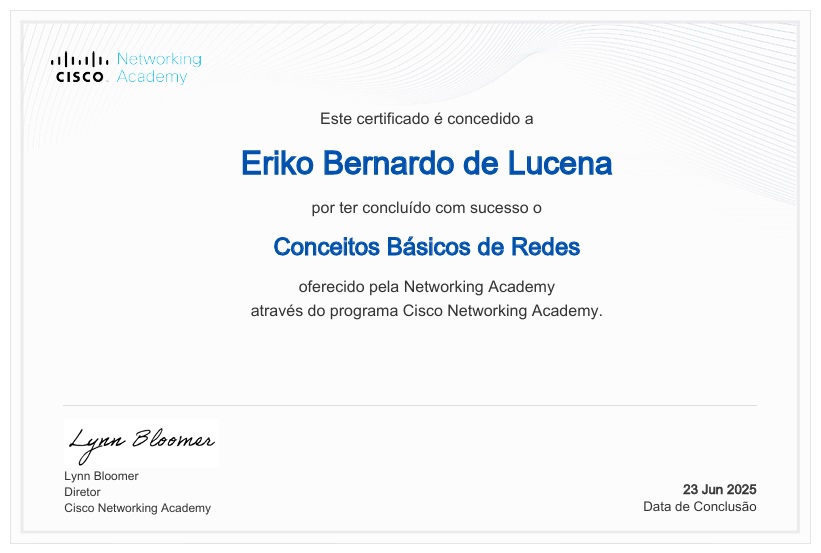 Networking
CISCO Academy
Este certificado é concedido a
Eriko Bernardo de Lucena
por ter concluído com sucesso o
Conceitos Básicos de Redes
oferecido pela Networking Academy
através do programa Cisco Networking Academy.
Lynn Bloomer
Lynn Bloomer
Diretor
Cisco Networking Academy
23 Jun 2025
Data de Conclusão